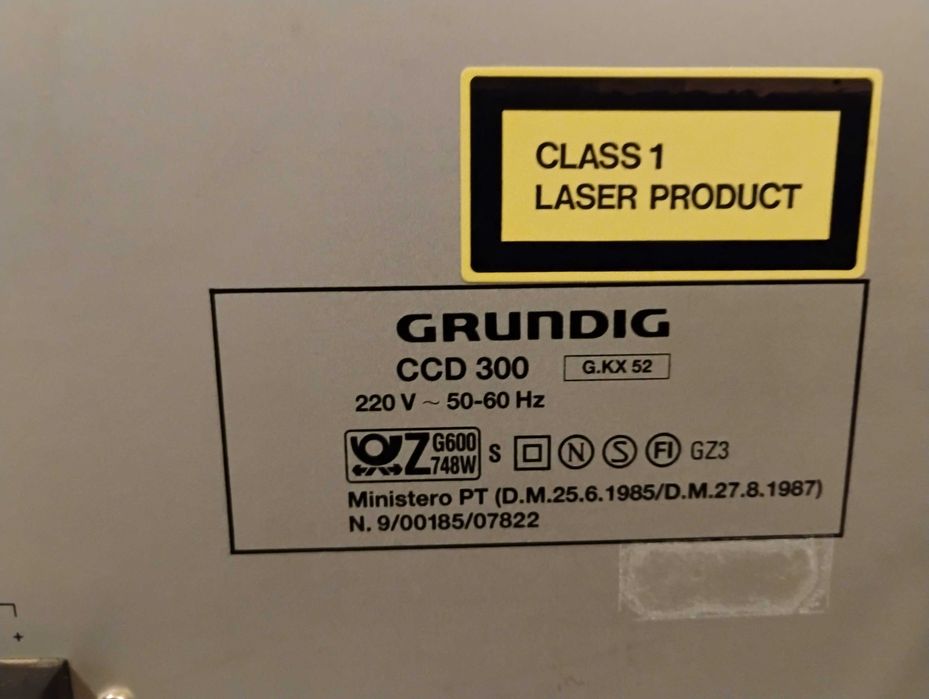 CLASS 1
LASER PRODUCT
GRUNDIG
CCD 300 G.KX 52
220 V ~ 50-60 Hz
Z G600 748W S N S FI GZ3
Ministero PT (D.M.25.6.1985/D.M.27.8.1987)
N. 9/00185/07822
+